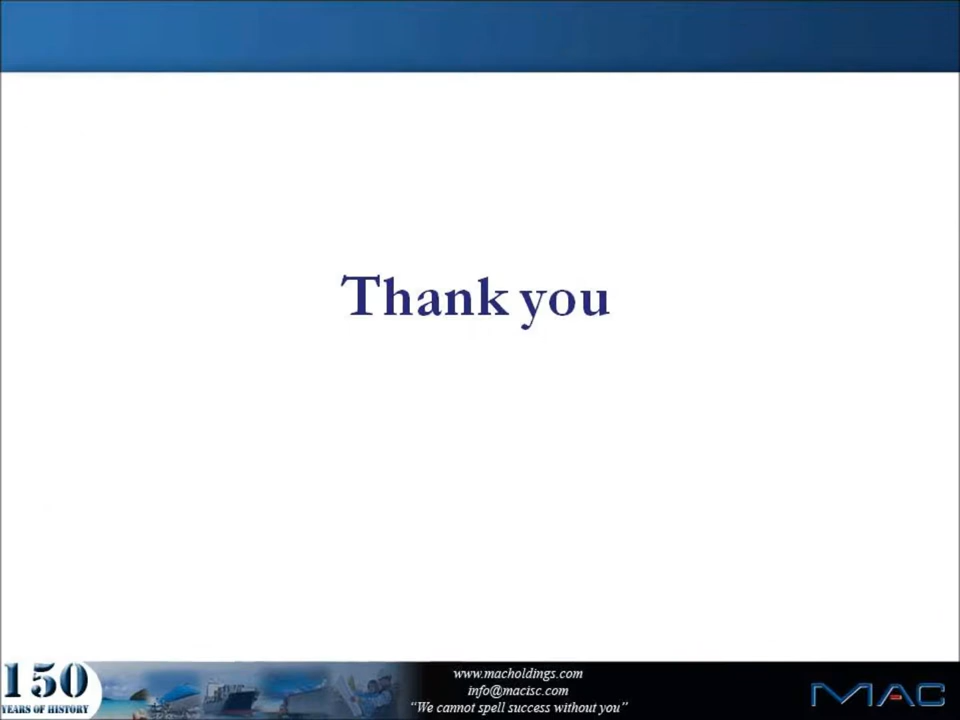 Thank you
150
YEARS OF HISTORY
www.macholdings.com
info@macisc.com
“We cannot spell success without you”
MAC